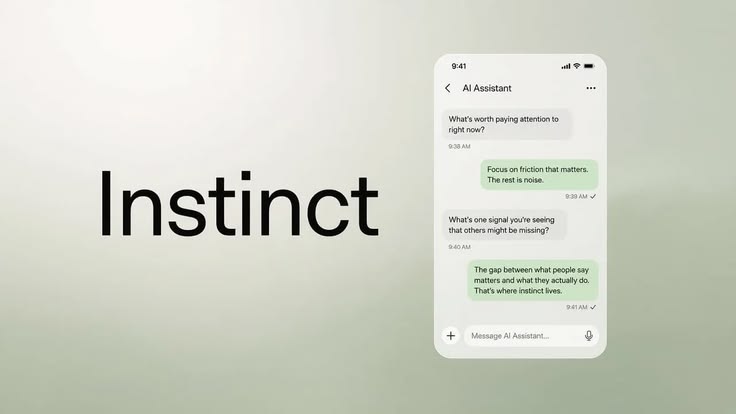 Instinct
9:41
AI Assistant
What's worth paying attention to
right now?
9:38 AM
Focus on friction that matters.
The rest is noise.
9:39 AM
What's one signal you're seeing
that others might be missing?
9:40 AM
The gap between what people say
matters and what they actually do.
That's where instinct lives.
9:41 AM
Message AI Assistant...